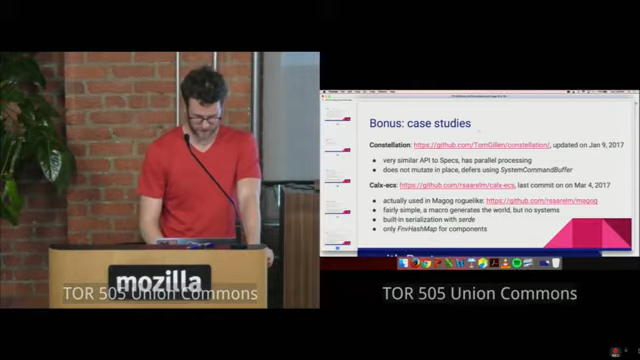 Bonus: case studies
Constellation: https://github.com/TomGillen/constellation/, updated on Jan 9, 2017
● very similar API to Specs, has parallel processing
● does not mutate in place, defers using SystemCommandBuffer
Calx-ecs: https://github.com/rsaarelm/calx-ecs, last commit on Mar 4, 2017
● actually used in Magog roguelike: https://github.com/rsaarelm/magog
● fairly simple, a macro generates the world, but no systems
● built-in serialization with serde
● only FnvHashMap for components
mozilla
TOR 505 Union Commons
TOR 505 Union Commons